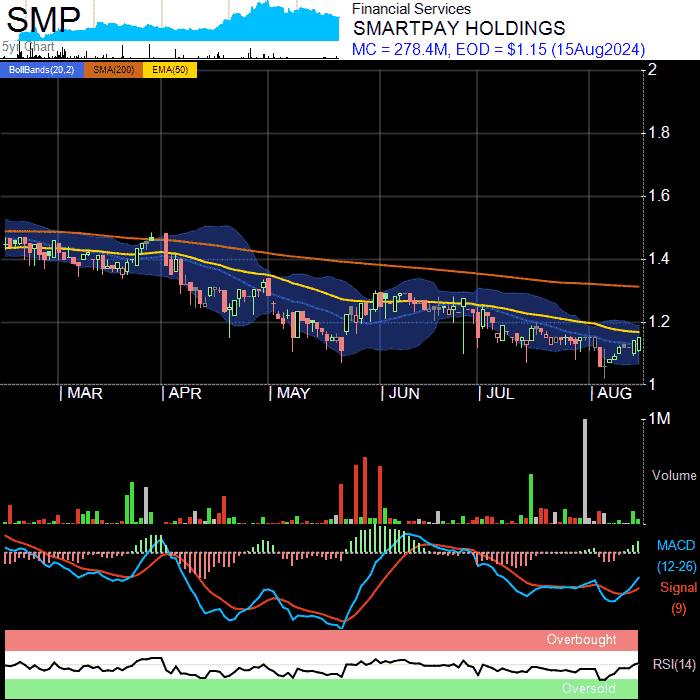 SMP
5yr Chart
Financial Services
SMARTPAY HOLDINGS
MC = 278.4M, EOD = $1.15 (15Aug2024)
BollBands(20,2) SMA(200) EMA(50)
2
1.8
1.6
1.4
1.2
1
MAR APR MAY JUN JUL AUG
1M
Volume
MACD
(12-26)
Signal
(9)
Overbought
RSI(14)
Oversold